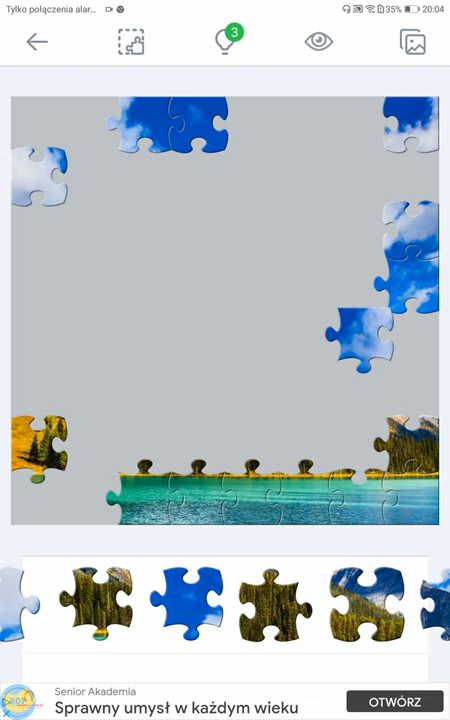 Tylko połączenia alar...
35% 20:04
3
Senior Akademia
Sprawny umysł w każdym wieku
OTWÓRZ